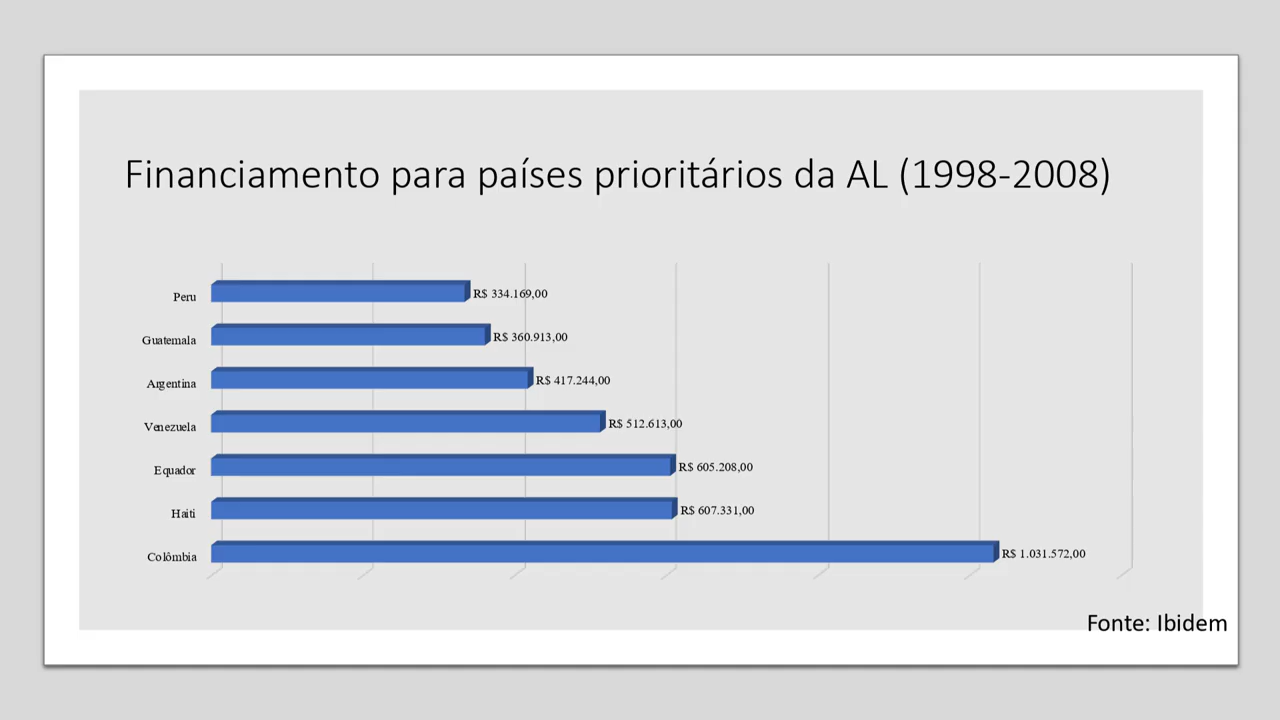 Financiamento para países prioritários da AL (1998-2008)
Peru R$ 334.169,00
Guatemala R$ 360.913,00
Argentina R$ 417.244,00
Venezuela R$ 512.613,00
Equador R$ 605.208,00
Haiti R$ 607.331,00
Colômbia R$ 1.031.572,00
Fonte: Ibidem